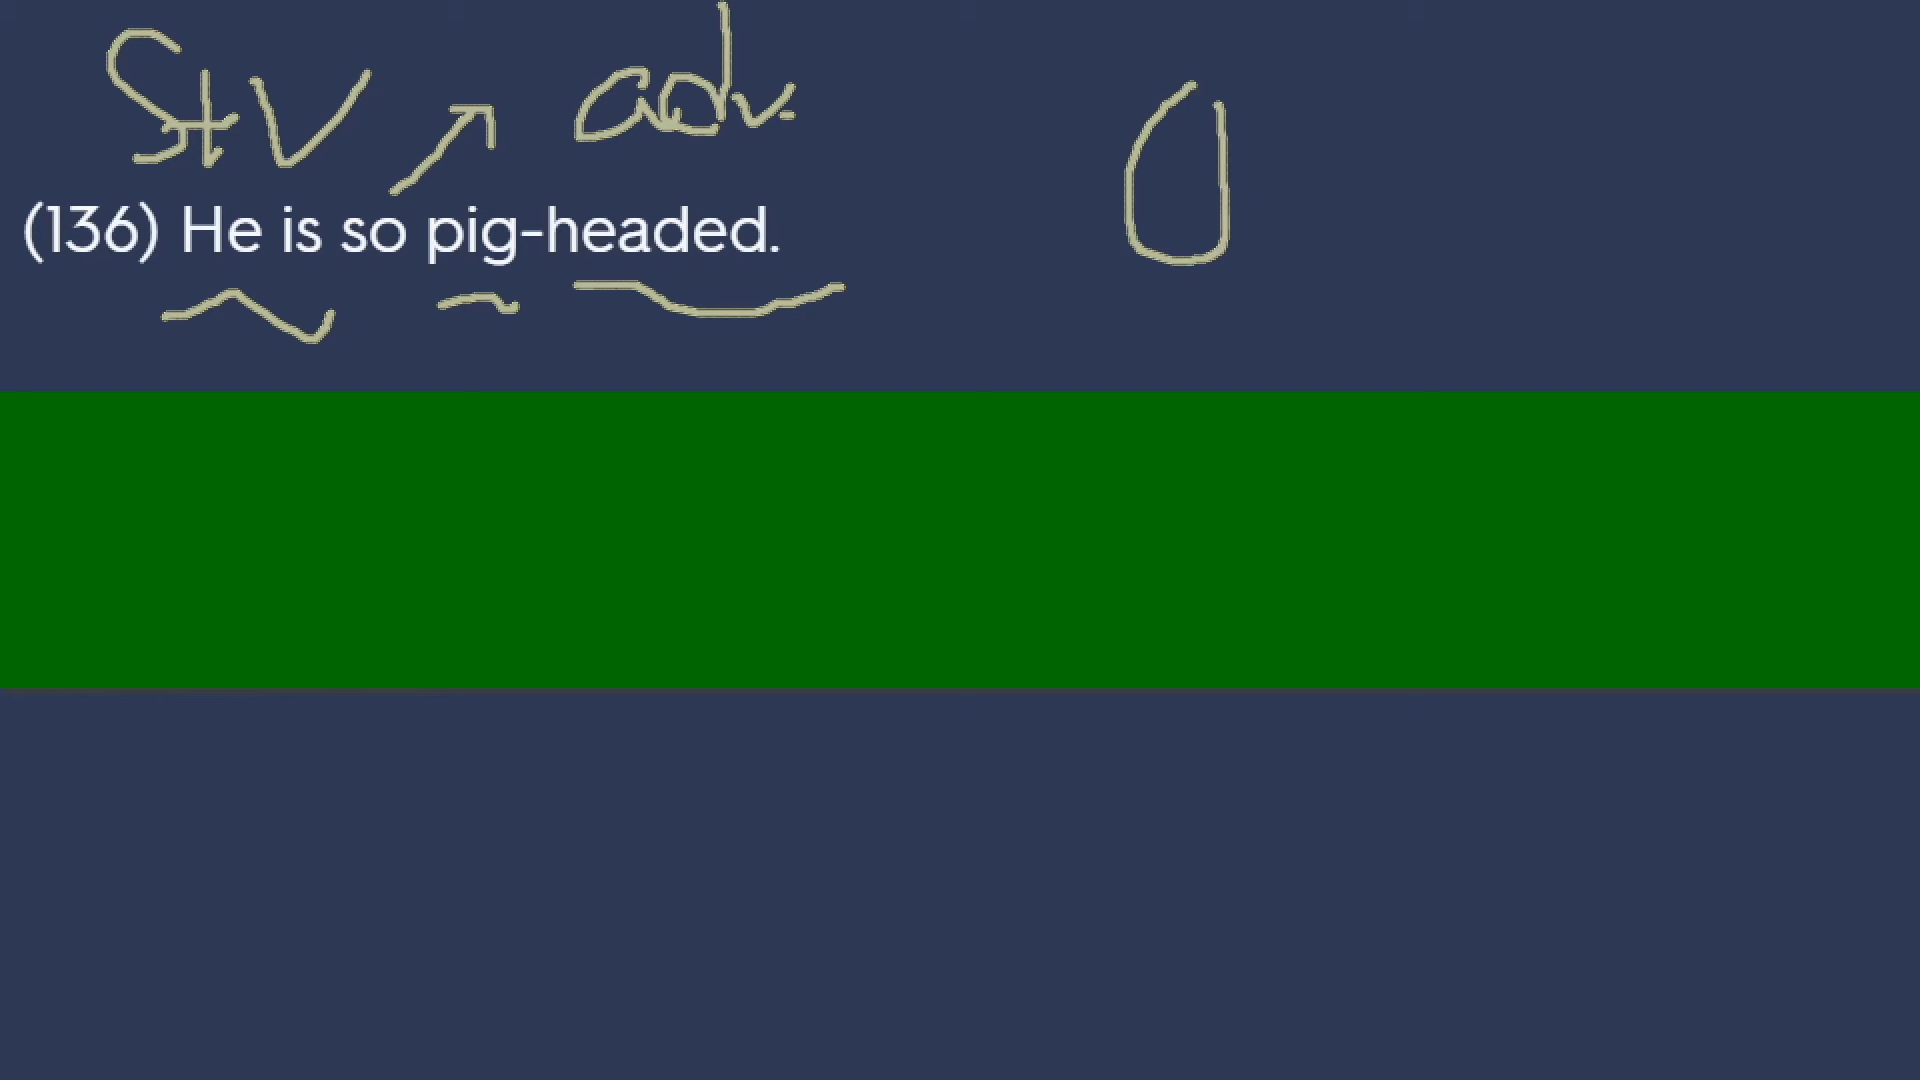 S+V adv.
(136) He is so pig-headed.